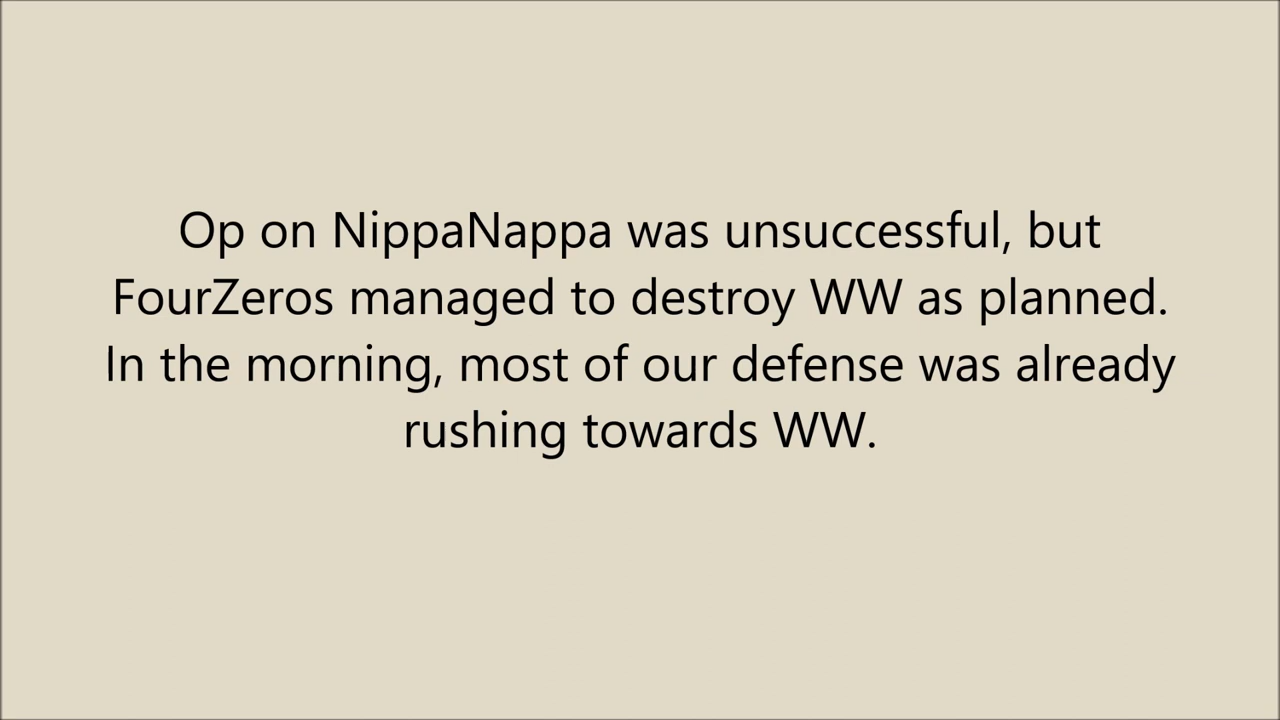 Op on NippaNappa was unsuccessful, but
FourZeros managed to destroy WW as planned.
In the morning, most of our defense was already
rushing towards WW.